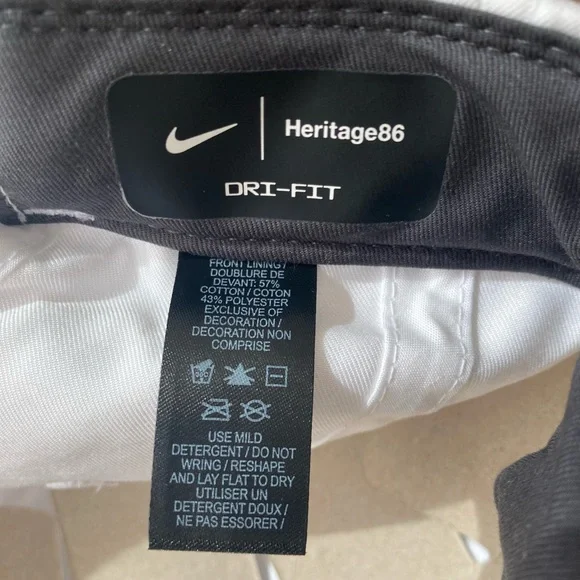 Heritage86
DRI-FIT
FRONT LINING /
DOUBLURE DE
DEVANT: 57%
COTTON / COTON
43% POLYESTER
EXCLUSIVE OF
DECORATION /
DECORATION NON
COMPRISE
USE MILD
DETERGENT / DO NOT
WRING / RESHAPE
AND LAY FLAT TO DRY
UTILISER UN
DETERGENT DOUX /
NE PAS ESSORER /